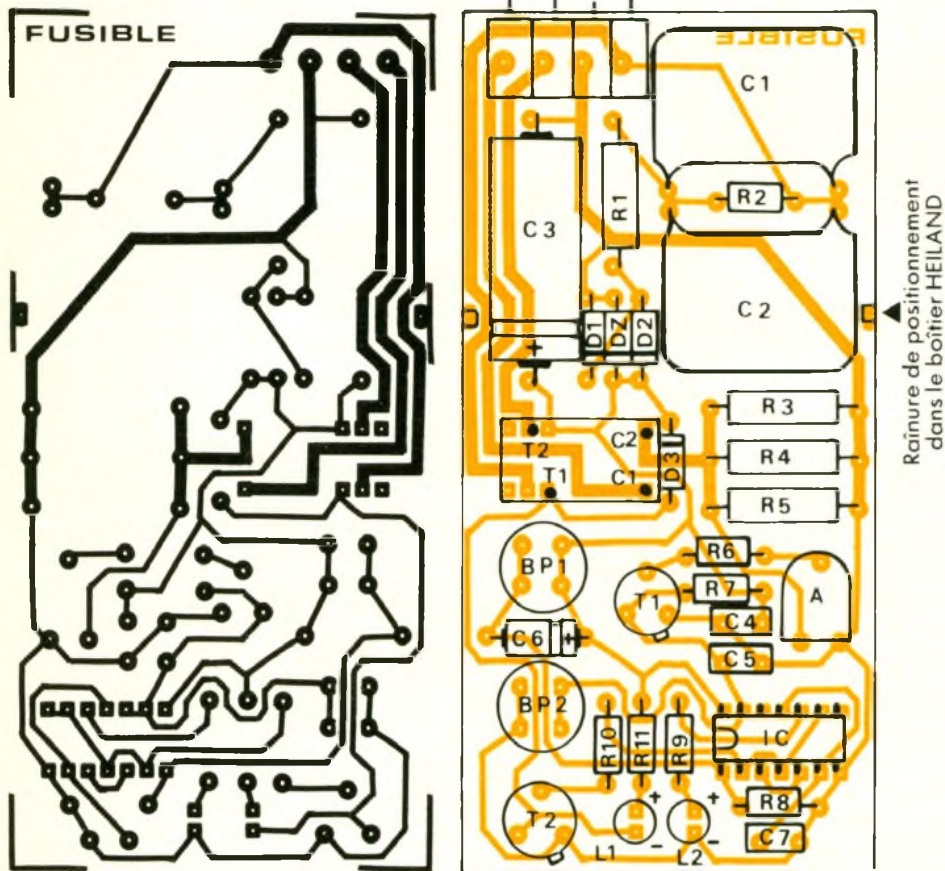 FUSIBLE
FUSIBLE
C1
R2
R1
C3
C2
D1
DZ
D2
+
R3
T2
C2
R4
T1
C1
D3
R5
R6
BP1
R7
T1
A
C4
C6
+
C5
BP2
R10
R11
R9
IC
R8
T2
+
+
C7
L1
-
L2
-
Rainure de positionnement
dans le boîtier HEILAND